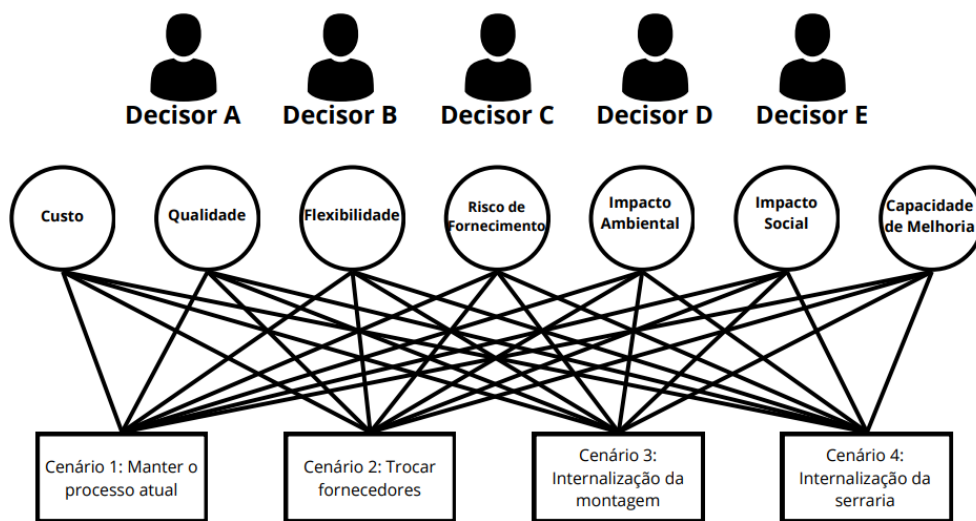 Decisor A
Decisor B
Decisor C
Decisor D
Decisor E
Custo
Qualidade
Flexibilidade
Risco de
Fornecimento
Impacto
Ambiental
Impacto
Social
Capacidade
de Melhoria
Cenário 1: Manter o
processo atual
Cenário 2: Trocar
fornecedores
Cenário 3:
Internalização da
montagem
Cenário 4:
Internalização da
serraria